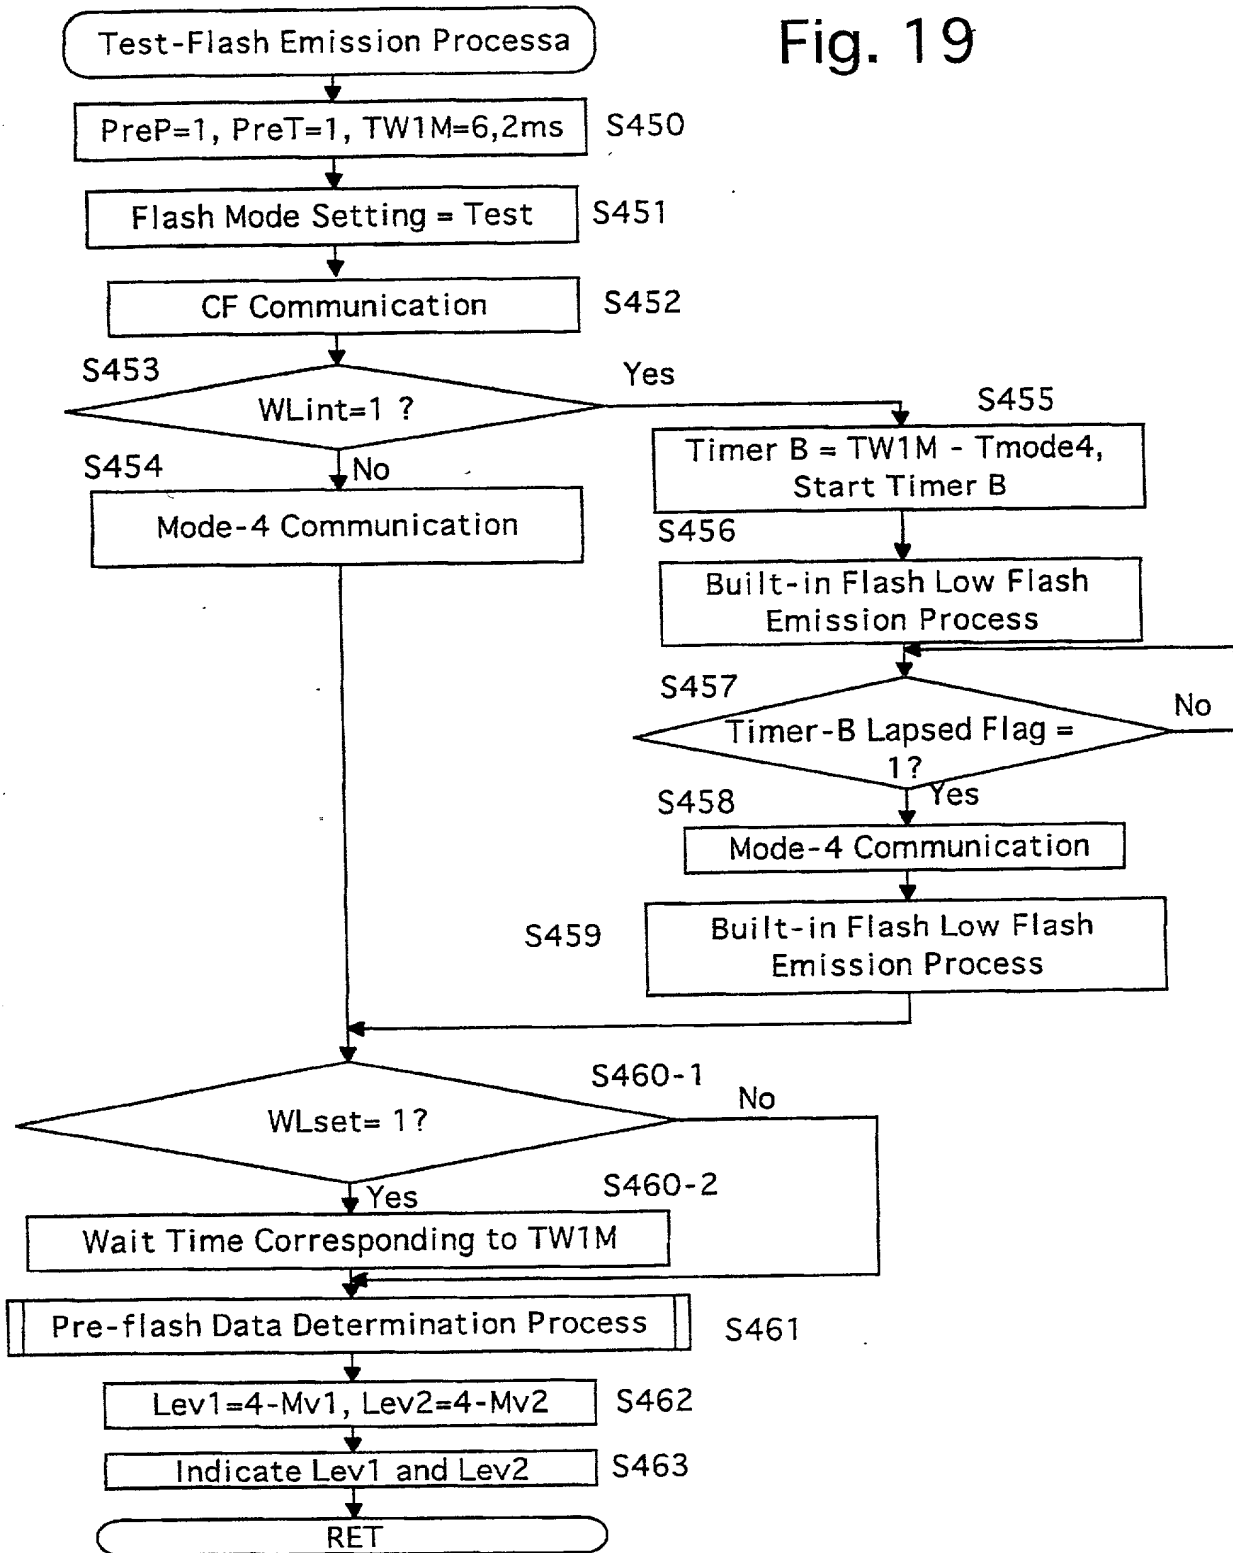 Fig. 19
Test-Flash Emission Processa
PreP=1, PreT=1, TW1M=6,2ms
S450
Flash Mode Setting = Test
S451
CF Communication
S452
S453
WLint=1 ?
Yes
No
S454
Mode-4 Communication
S455
Timer B = TW1M - Tmode4,
Start Timer B
S456
Built-in Flash Low Flash
Emission Process
S457
Timer-B Lapsed Flag =
1?
No
Yes
S458
Mode-4 Communication
S459
Built-in Flash Low Flash
Emission Process
S460-1
WLset= 1?
No
Yes
S460-2
Wait Time Corresponding to TW1M
Pre-flash Data Determination Process
S461
Lev1=4-Mv1, Lev2=4-Mv2
S462
Indicate Lev1 and Lev2
S463
RET